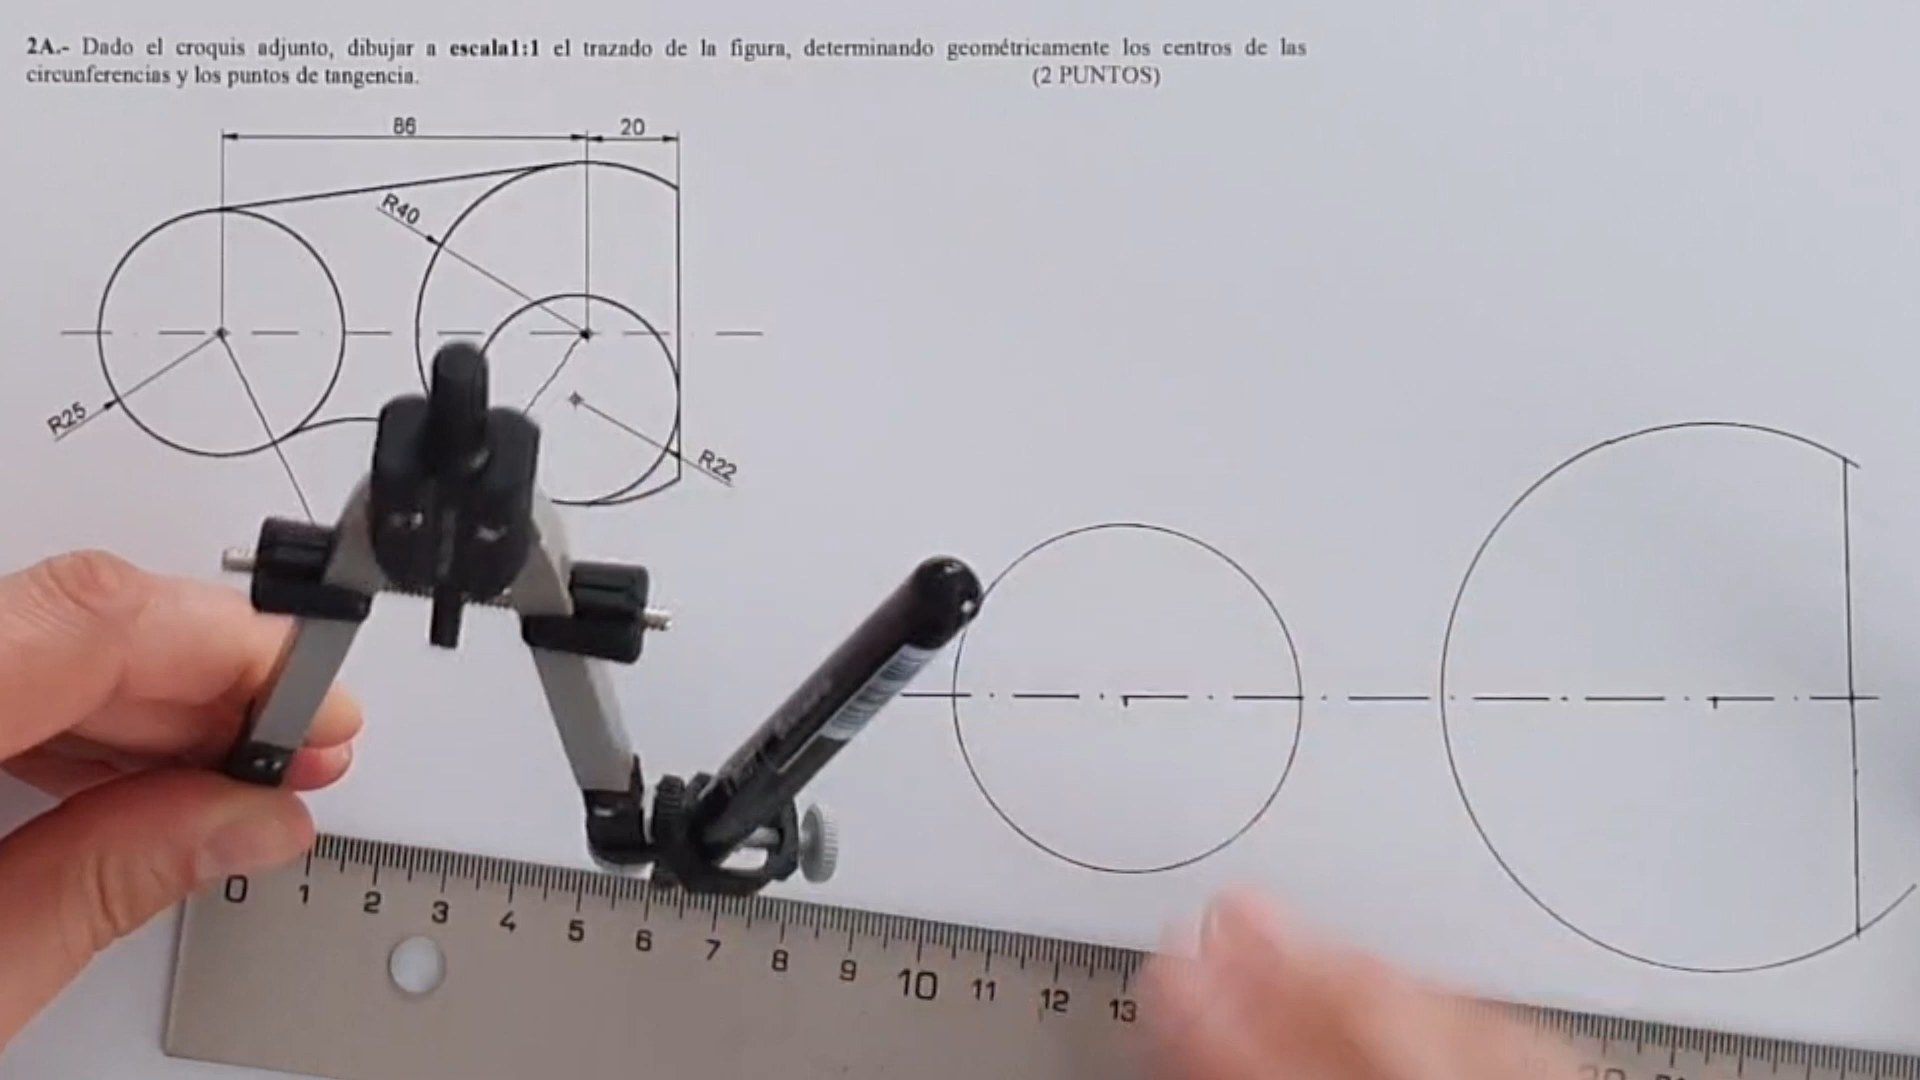 2A.- Dado el croquis adjunto, dibujar a escala1:1 el trazado de la figura, determinando geométricamente los centros de las
circunferencias y los puntos de tangencia. (2 PUNTOS)
86 20
R40
R25
R22
0 1 2 3 4 5 6 7 8 9 10 11 12 13